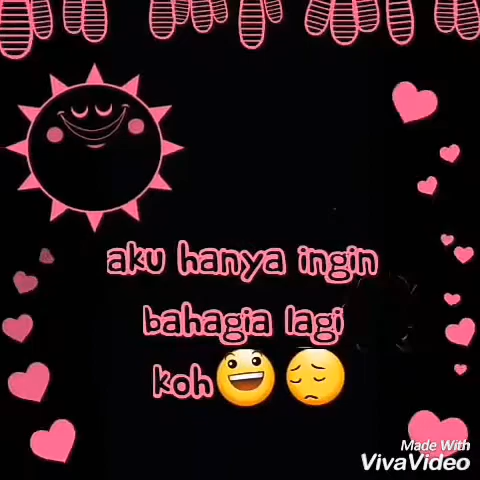 aku hanya ingin
bahagia lagi
koh😃😔
Made With
VivaVideo